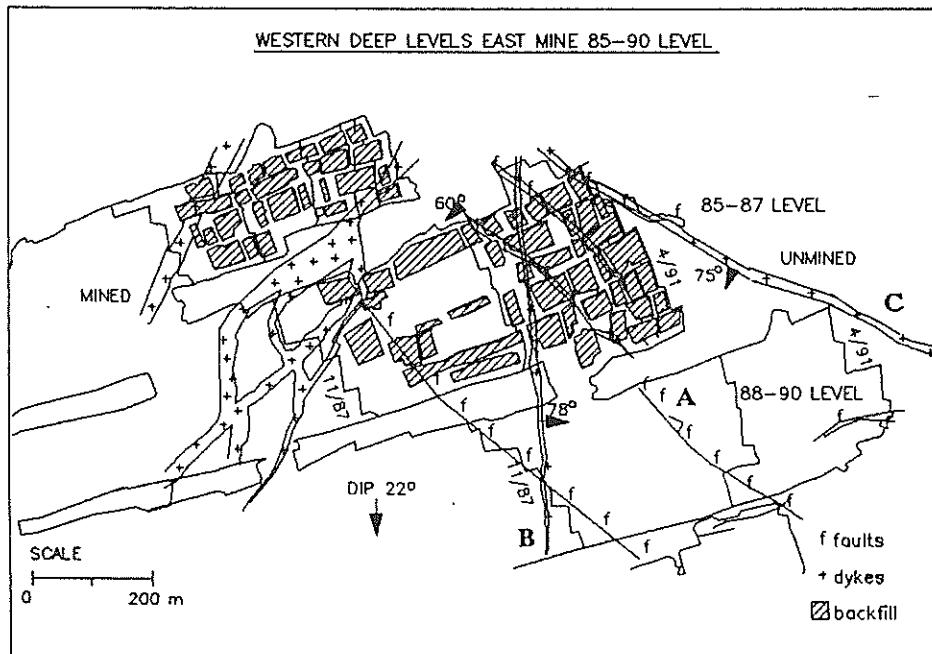 WESTERN DEEP LEVELS EAST MINE 85-90 LEVEL
60°
85-87 LEVEL
4/91
UNMINED
75°
C
MINED
f
4/91
11/87
78°
A
88-90 LEVEL
f
f
f
f
f
f
11/87
DIP 22°
f
f
f
B
f
f
f faults
+ dykes
backfill
SCALE
0 200 m